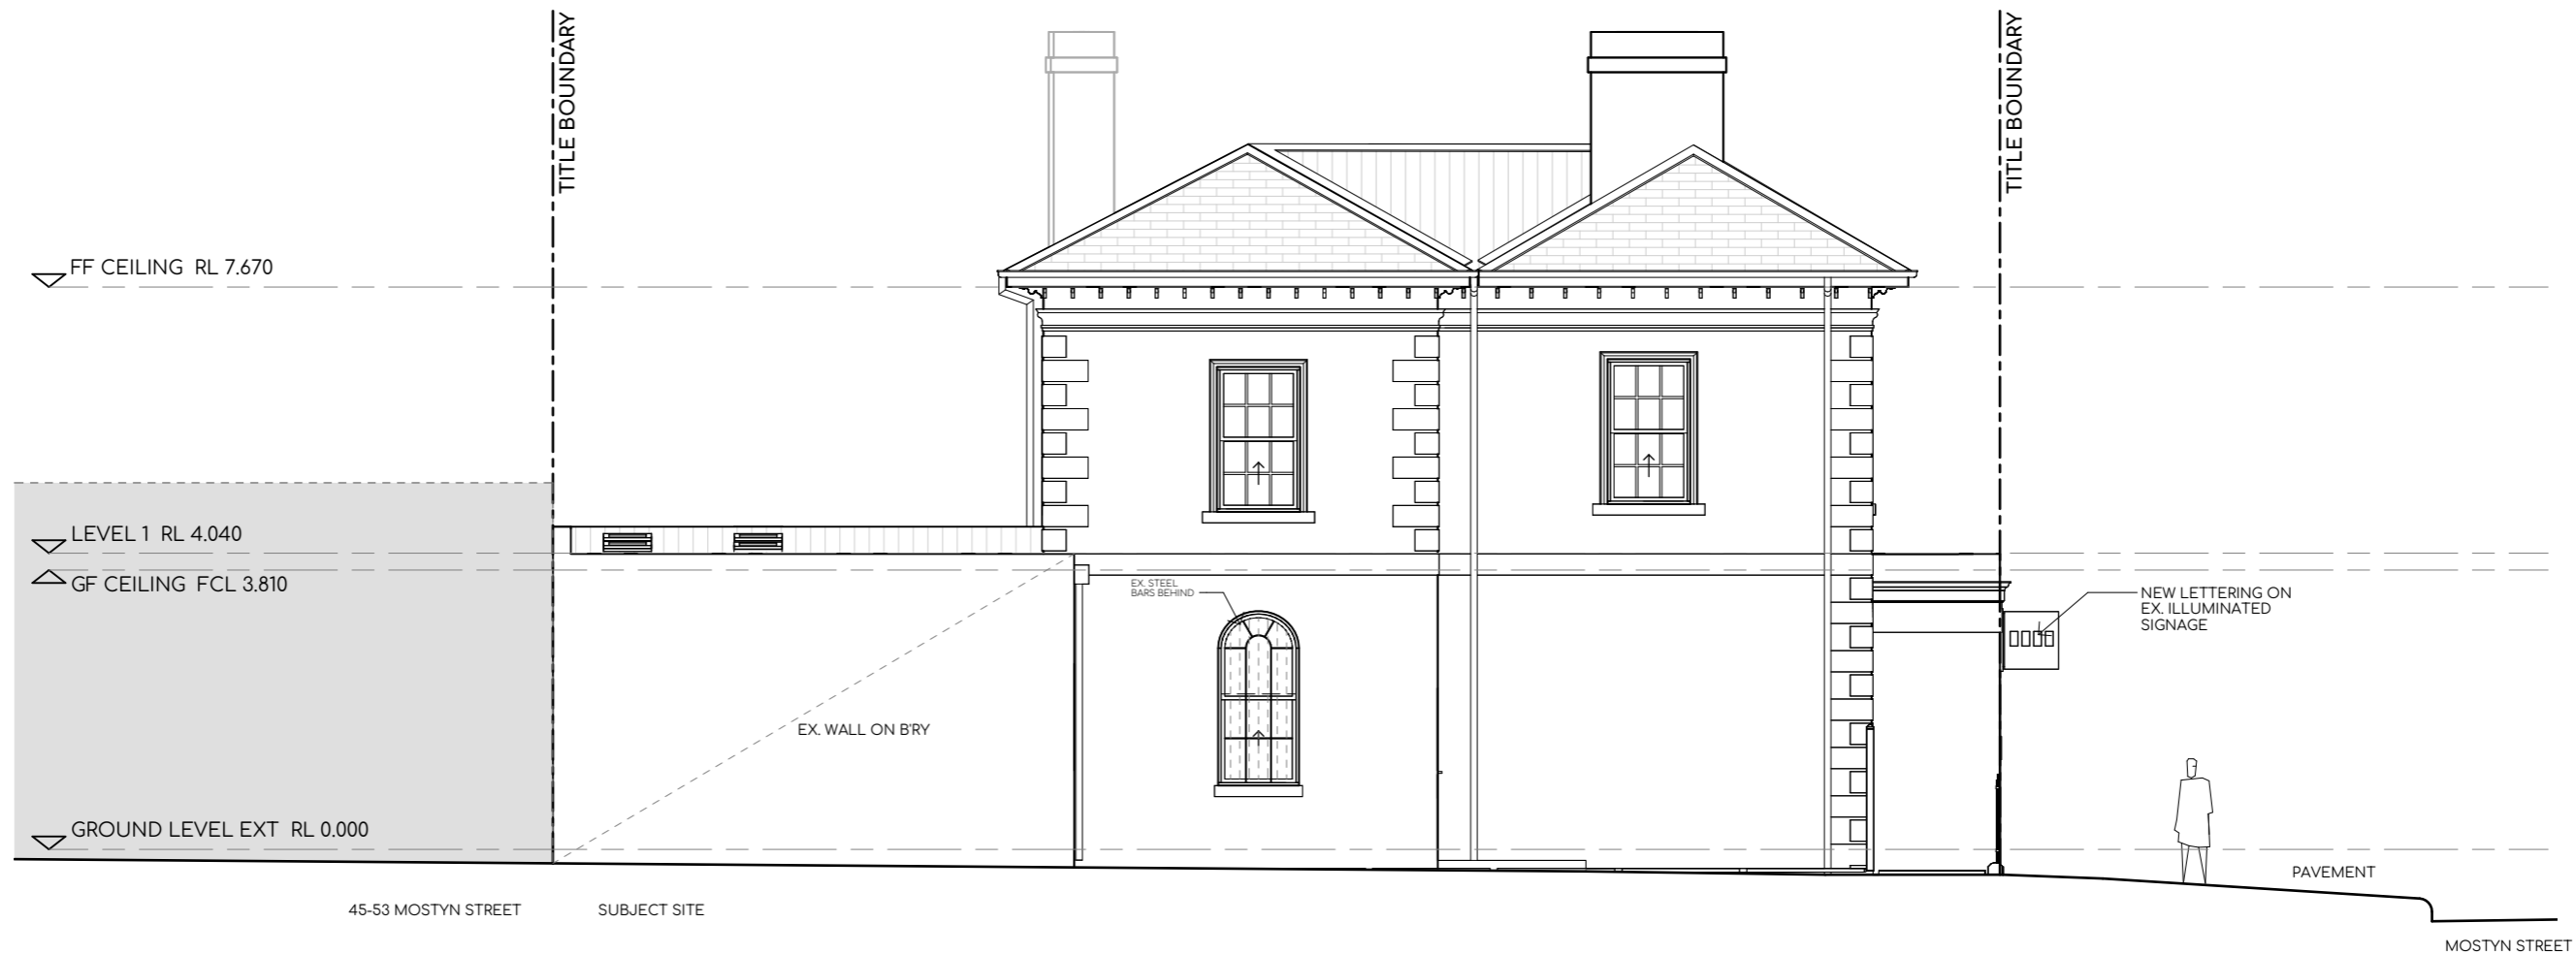 TITLE BOUNDARY
TITLE BOUNDARY
FF CEILING RL 7.670
LEVEL 1 RL 4.040
GF CEILING FCL 3.810
EX. STEEL
BARS BEHIND
NEW LETTERING ON
EX. ILLUMINATED
SIGNAGE
EX. WALL ON B'RY
GROUND LEVEL EXT RL 0.000
PAVEMENT
45-53 MOSTYN STREET
SUBJECT SITE
MOSTYN STREET